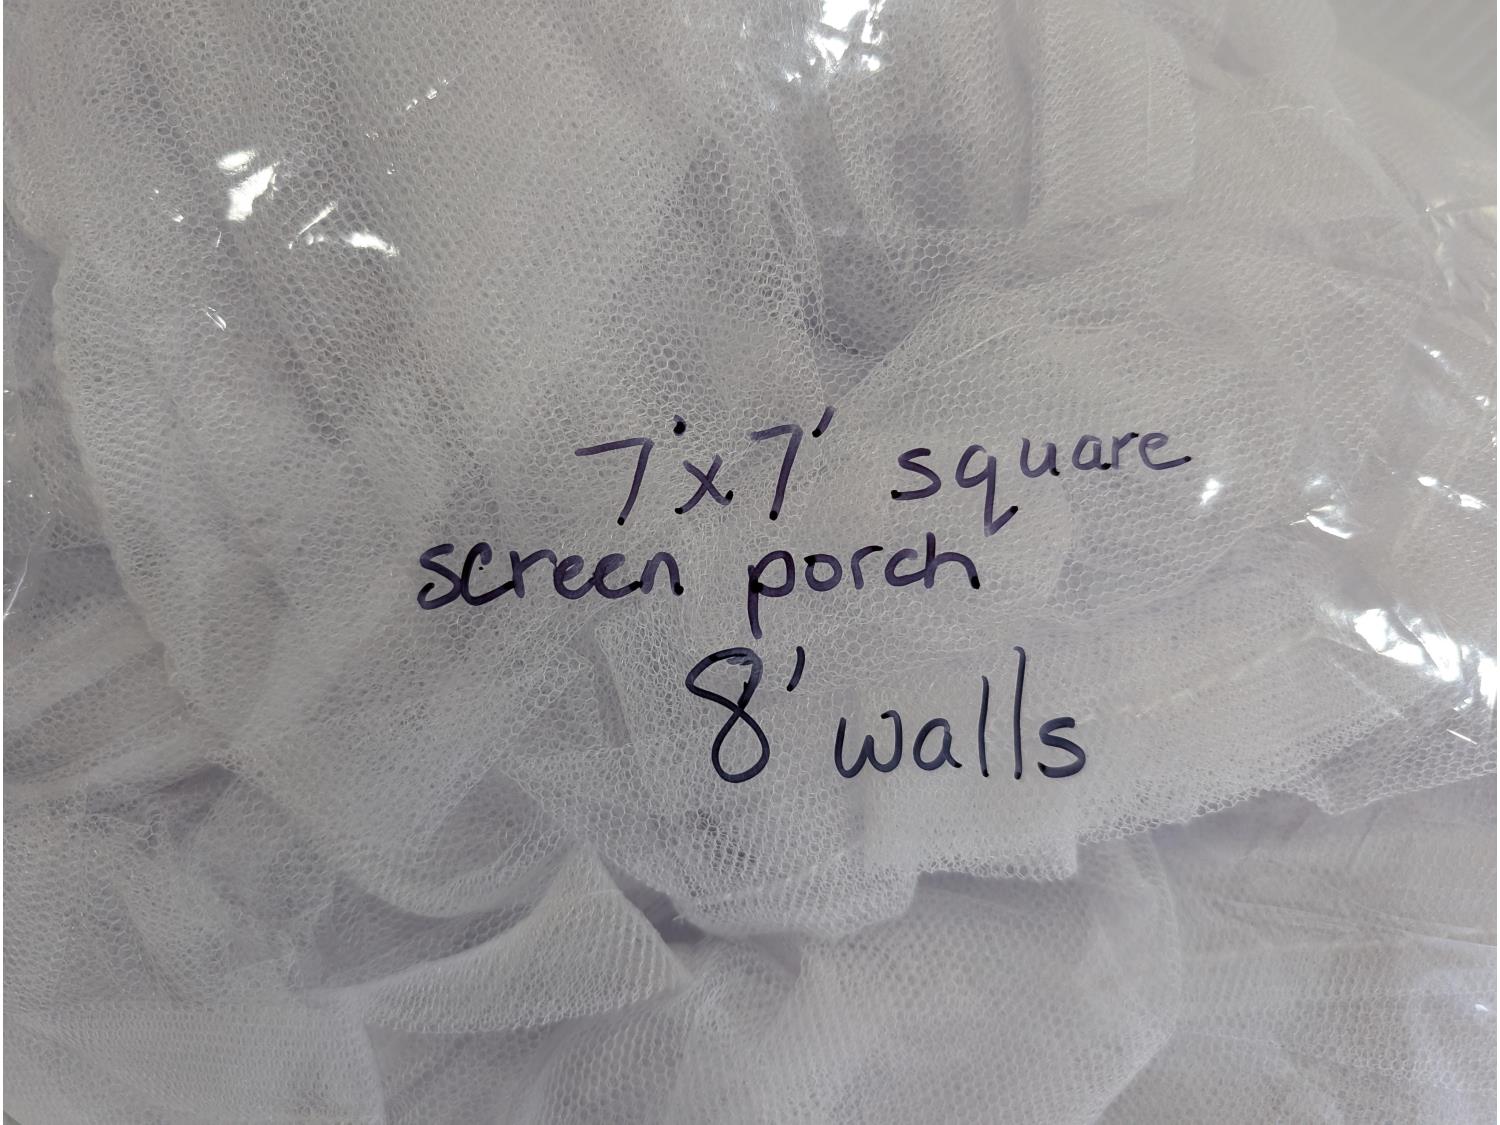 7'x7' square
screen porch
8' walls